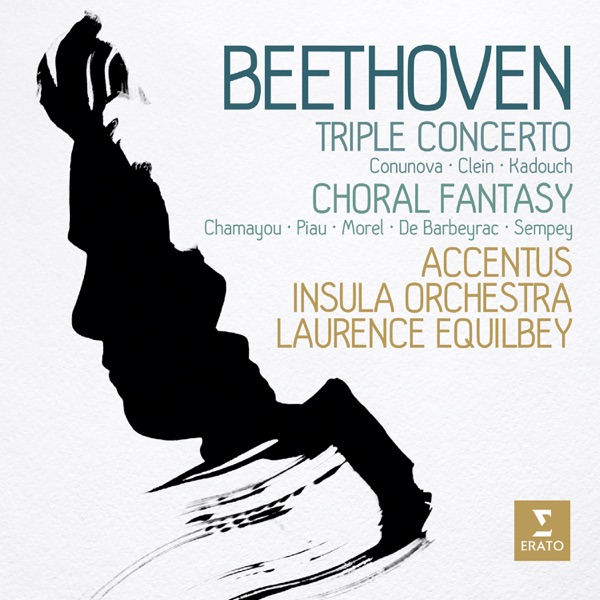 BEETHOVEN
TRIPLE CONCERTO
Conunova · Clein · Kadouch
CHORAL FANTASY
Chamayou · Piau · Morel · De Barbeyrac · Sempey
ACCENTUS
INSULA ORCHESTRA
LAURENCE EQUILBEY
ERATO